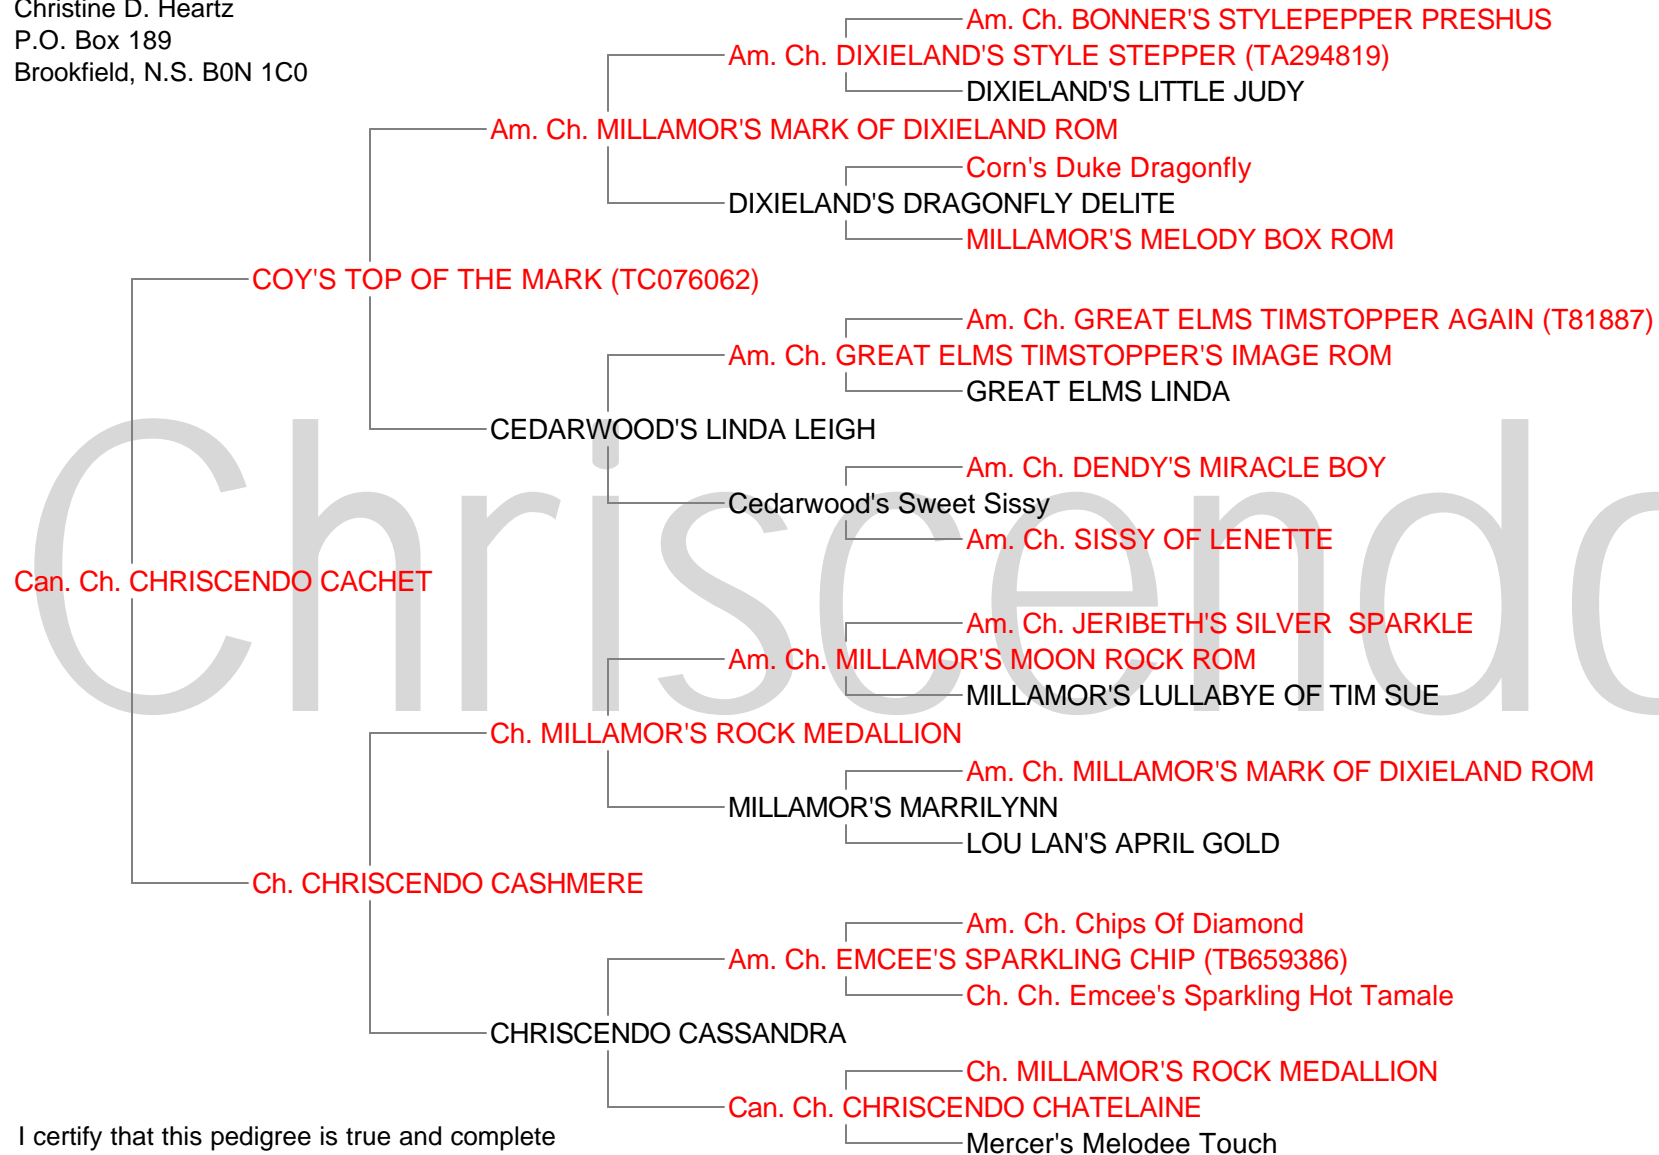 Christine D. Heartz
P.O. Box 189
Brookfield, N.S. B0N 1C0
Am. Ch. BONNER'S STYLEPEPPER PRESHUS
Am. Ch. DIXIELAND'S STYLE STEPPER (TA294819)
DIXIELAND'S LITTLE JUDY
Am. Ch. MILLAMOR'S MARK OF DIXIELAND ROM
Corn's Duke Dragonfly
DIXIELAND'S DRAGONFLY DELITE
MILLAMOR'S MELODY BOX ROM
COY'S TOP OF THE MARK (TC076062)
Am. Ch. GREAT ELMS TIMSTOPPER AGAIN (T81887)
Am. Ch. GREAT ELMS TIMSTOPPER'S IMAGE ROM
GREAT ELMS LINDA
CEDARWOOD'S LINDA LEIGH
Am. Ch. DENDY'S MIRACLE BOY
Cedarwood's Sweet Sissy
Am. Ch. SISSY OF LENETTE
Chriscendo
Can. Ch. CHRISCENDO CACHET
Am. Ch. JERIBETH'S SILVER  SPARKLE
Am. Ch. MILLAMOR'S MOON ROCK ROM
MILLAMOR'S LULLABYE OF TIM SUE
Ch. MILLAMOR'S ROCK MEDALLION
Am. Ch. MILLAMOR'S MARK OF DIXIELAND ROM
MILLAMOR'S MARRILYNN
LOU LAN'S APRIL GOLD
Ch. CHRISCENDO CASHMERE
Am. Ch. Chips Of Diamond
Am. Ch. EMCEE'S SPARKLING CHIP (TB659386)
Ch. Ch. Emcee's Sparkling Hot Tamale
CHRISCENDO CASSANDRA
Ch. MILLAMOR'S ROCK MEDALLION
Can. Ch. CHRISCENDO CHATELAINE
Mercer's Melodee Touch
I certify that this pedigree is true and complete